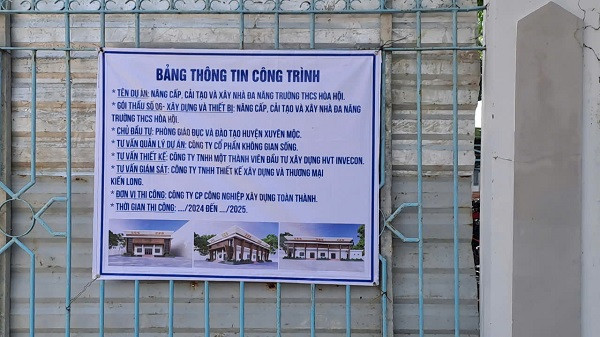 BẢNG THÔNG TIN CÔNG TRÌNH
* TÊN DỰ ÁN: NÂNG CẤP, CẢI TẠO VÀ XÂY NHÀ ĐA NĂNG TRƯỜNG THCS HÒA HỘI.
* GÓI THẦU SỐ 06- XÂY DỰNG VÀ THIẾT BỊ: NÂNG CẤP, CẢI TẠO VÀ XÂY NHÀ ĐA NĂNG
TRƯỜNG THCS HÒA HỘI.
* CHỦ ĐẦU TƯ: PHÒNG GIÁO DỤC VÀ ĐÀO TẠO HUYỆN XUYÊN MỘC.
* TƯ VẤN QUẢN LÝ DỰ ÁN: CÔNG TY CỔ PHẦN KHÔNG GIAN SỐNG.
* TƯ VẤN THIẾT KẾ: CÔNG TY TNHH MỘT THÀNH VIÊN ĐẦU TƯ XÂY DỰNG HVT INVECON.
* TƯ VẤN GIÁM SÁT: CÔNG TY TNHH THIẾT KẾ XÂY DỰNG VÀ THƯƠNG MẠI
KIẾN LONG.
* ĐƠN VỊ THI CÔNG: CÔNG TY CP CÔNG NGHIỆP XÂY DỰNG TOÀN THÀNH.
* THỜI GIAN THI CÔNG: .../2024 ĐẾN .../2025.